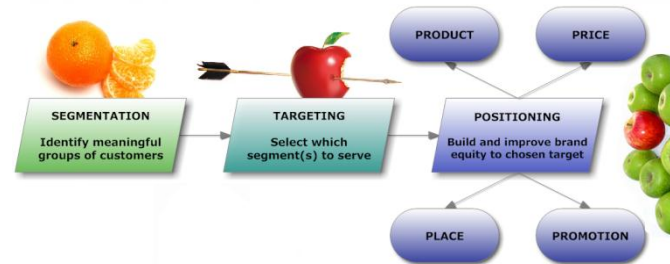 PRODUCT
PRICE
SEGMENTATION
Identify meaningful
groups of customers
TARGETING
Select which
segment(s) to serve
POSITIONING
Build and improve brand
equity to chosen target
PLACE
PROMOTION